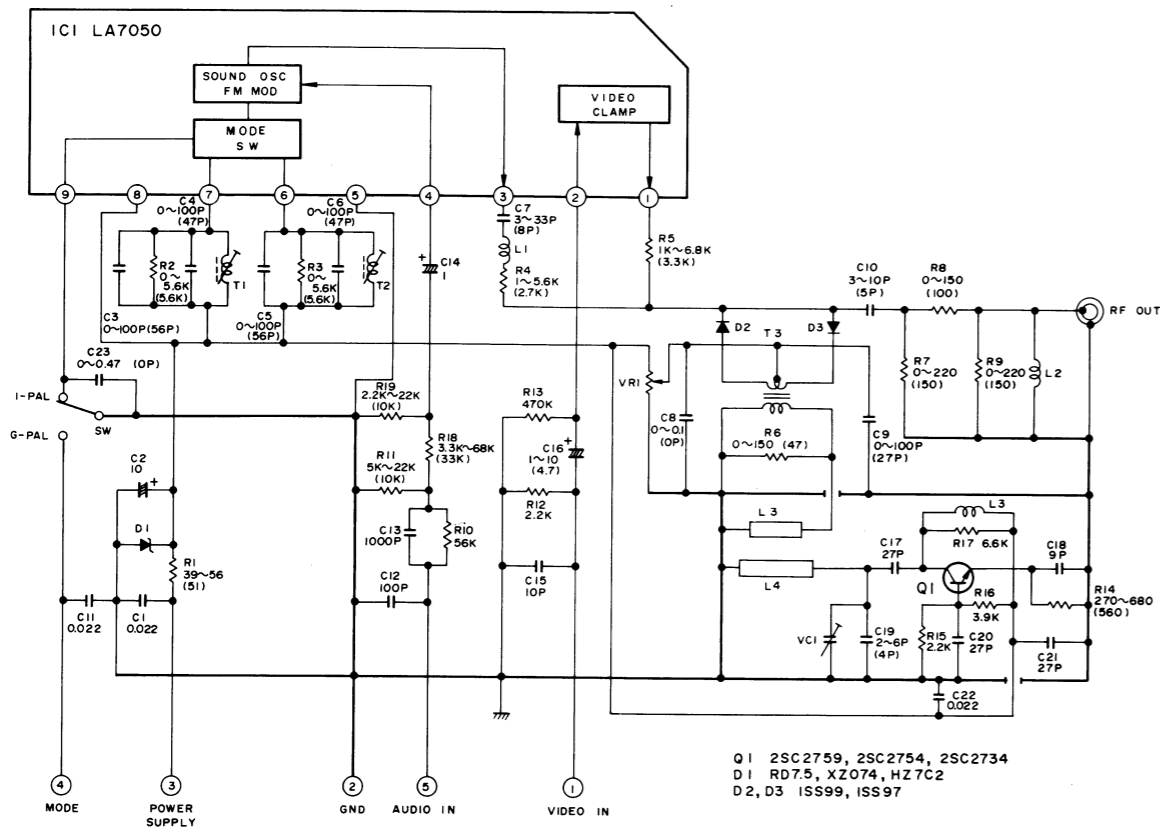 IC1 LA7050
SOUND OSC
FM MOD
MODE
SW
VIDEO
CLAMP
9
8
7
6
5
4
3
2
1
C4
0~100P
(47P)
C6
0~100P
(47P)
C7
3~33P
(8P)
L1
R4
1~5.6K
(2.7K)
R5
1K~6.8K
(3.3K)
R2
0~
5.6K
(5.6K)
T1
R3
0~
5.6K
(5.6K)
T2
+
C14
1
C3
0~100P(56P)
C5
0~100P
(56P)
C10
3~10P
(5P)
R8
0~150
(100)
RF OUT
D2
D3
T3
R7
0~220
(150)
R9
0~220
(150)
L2
C23
0~0.47 (0P)
I-PAL
SW
G-PAL
R19
2.2K~22K
(10K)
R13
470K
VR1
C8
0~0.1
(0P)
R6
0~150 (47)
C9
0~100P
(27P)
R18
3.3K~68K
(33K)
R11
5K~22K
(10K)
+
C16
1~10
(4.7)
C2
10
+
R12
2.2K
L3
L3
R17 6.6K
D1
C13
1000P
R10
56K
C17
27P
C18
9P
R1
39~56
(51)
C15
10P
L4
Q1
R16
3.9K
R14
270~680
(560)
C12
100P
C11
0.022
C1
0.022
VC1
C19
2~6P
(4P)
R15
2.2K
C20
27P
C21
27P
C22
0.022
Q1 2SC2759, 2SC2754, 2SC2734
D1 RD7.5, XZ074, HZ7C2
D2, D3 1SS99, 1SS97
4
MODE
3
POWER
SUPPLY
2
GND
5
AUDIO IN
1
VIDEO IN